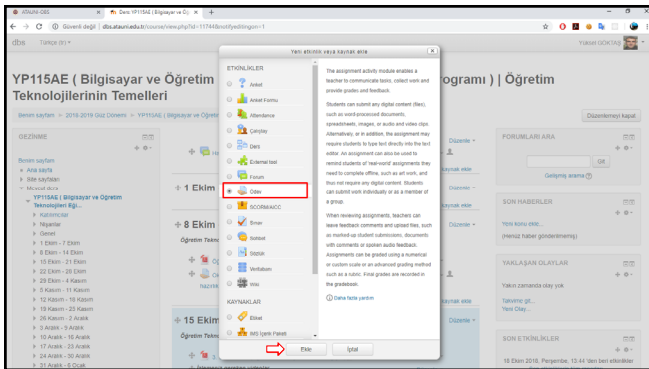 ATAUNI-DBS
Ders: YP115AE ( Bilgisayar ve Öğ
Güvenli değil | dbs.atauni.edu.tr/course/view.php?id=11744&notifyeditingon=1
dbs
Türkçe (tr)
Yüksel GÖKTAŞ
Yeni etkinlik veya kaynak ekle
YP115AE ( Bilgisayar ve Öğretim
ogramı ) | Öğretim
Teknolojilerinin Temelleri
Benim sayfam
2018-2019 Güz Dönemi
YP115AE ( Bilgisayar ve Öğretim
Düzenlemeyi kapat
GEZİNME
Benim sayfam
Ana sayfa
Site sayfaları
Mevcut ders
YP115AE ( Bilgisayar ve Öğretim
Teknolojileri Eği...
Katılımcılar
Nişanlar
Genel
1 Ekim - 7 Ekim
8 Ekim - 14 Ekim
15 Ekim - 21 Ekim
22 Ekim - 28 Ekim
29 Ekim - 4 Kasım
5 Kasım - 11 Kasım
12 Kasım - 18 Kasım
19 Kasım - 25 Kasım
26 Kasım - 2 Aralık
3 Aralık - 9 Aralık
10 Aralık - 16 Aralık
17 Aralık - 23 Aralık
24 Aralık - 30 Aralık
31 Aralık - 6 Ocak
1 Ekim
8 Ekim
Öğretim Tekno
Hazırlık
15 Ekim
Öğretim Tekno
ETKİNLİKLER
Anket
Anket Formu
Attendance
Çalıştay
Ders
External tool
Forum
Ödev
SCORM/AICC
Sınav
Sohbet
Sözlük
Veritabanı
Wiki
KAYNAKLAR
Etiket
IMS İçerik Paketi
The assignment activity module enables a
teacher to communicate tasks, collect work and
provide grades and feedback.
Students can submit any digital content (files),
such as word-processed documents,
spreadsheets, images, or audio and video clips.
Alternatively, or in addition, the assignment may
require students to type text directly into the text
editor. An assignment can also be used to
remind students of 'real-world' assignments they
need to complete offline, such as art work, and
thus not require any digital content. Students
can submit work individually or as a member of
a group.
When reviewing assignments, teachers can
leave feedback comments and upload files, such
as marked-up student submissions, documents
with comments or spoken audio feedback.
Assignments can be graded using a numerical
or custom scale or an advanced grading method
such as a rubric. Final grades are recorded in
the gradebook.
Daha fazla yardım
Ekle
İptal
Düzenle
kaynak ekle
Düzenle
kaynak ekle
Düzenle
kaynak ekle
Düzenle
FORUMLARI ARA
Git
Gelişmiş arama
SON HABERLER
Yeni konu ekle...
(Henüz haber gönderilmemiş)
YAKLAŞAN OLAYLAR
Yakın zamanda olay yok
Takvime git...
Yeni Olay...
SON ETKİNLİKLER
18 Ekim 2018, Perşembe, 13:44 'den beri etkinlikler